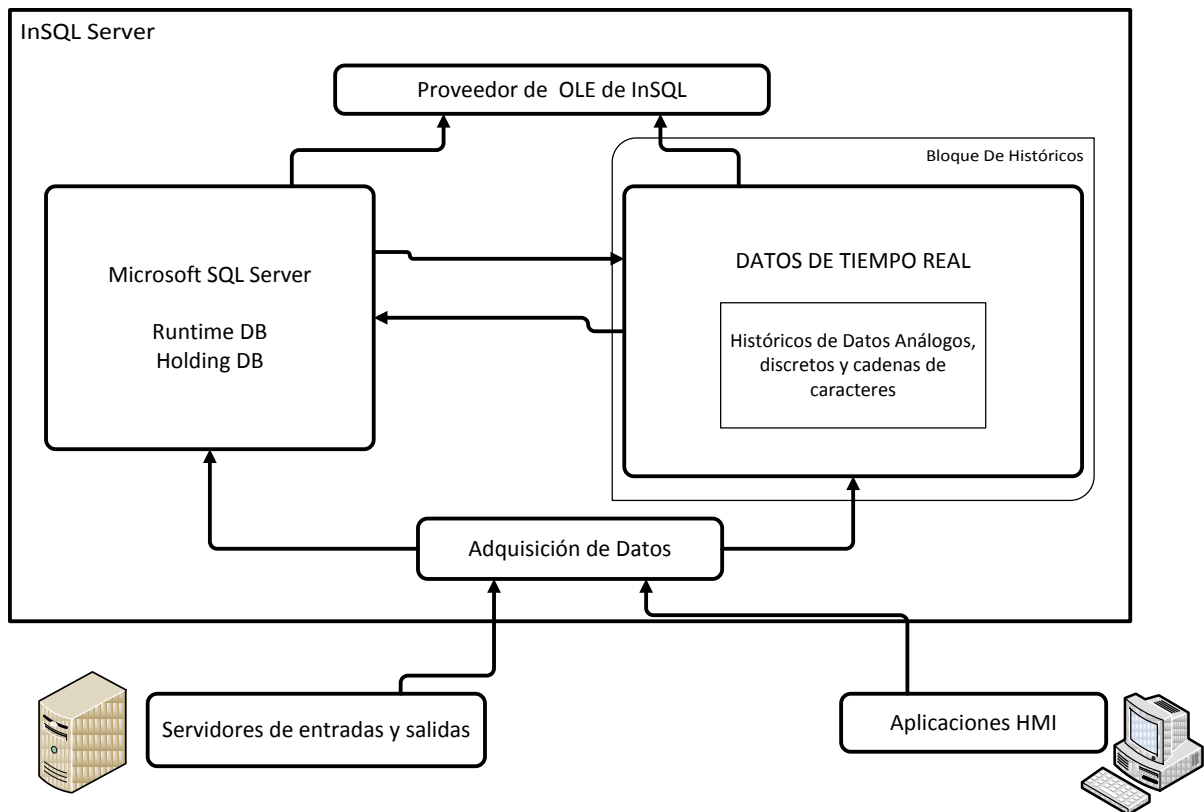 InSQL Server
Proveedor de OLE de InSQL
Bloque De Históricos
Microsoft SQL Server
Runtime DB
Holding DB
DATOS DE TIEMPO REAL
Históricos de Datos Análogos,
discretos y cadenas de
caracteres
Adquisición de Datos
Servidores de entradas y salidas
Aplicaciones HMI